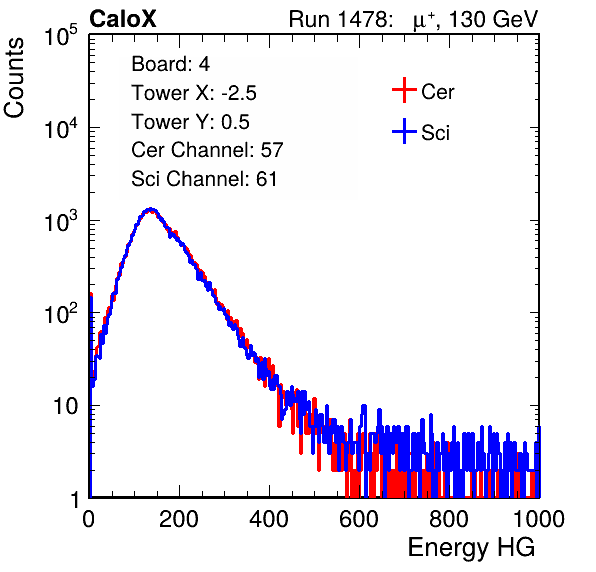 CaloX Run 1478: μ⁺, 130 GeV
Counts
10⁵
10⁴
10³
10²
10
1
Board: 4
Tower X: -2.5
Tower Y: 0.5
Cer Channel: 57
Sci Channel: 61
Cer
Sci
0 200 400 600 800 1000
Energy HG